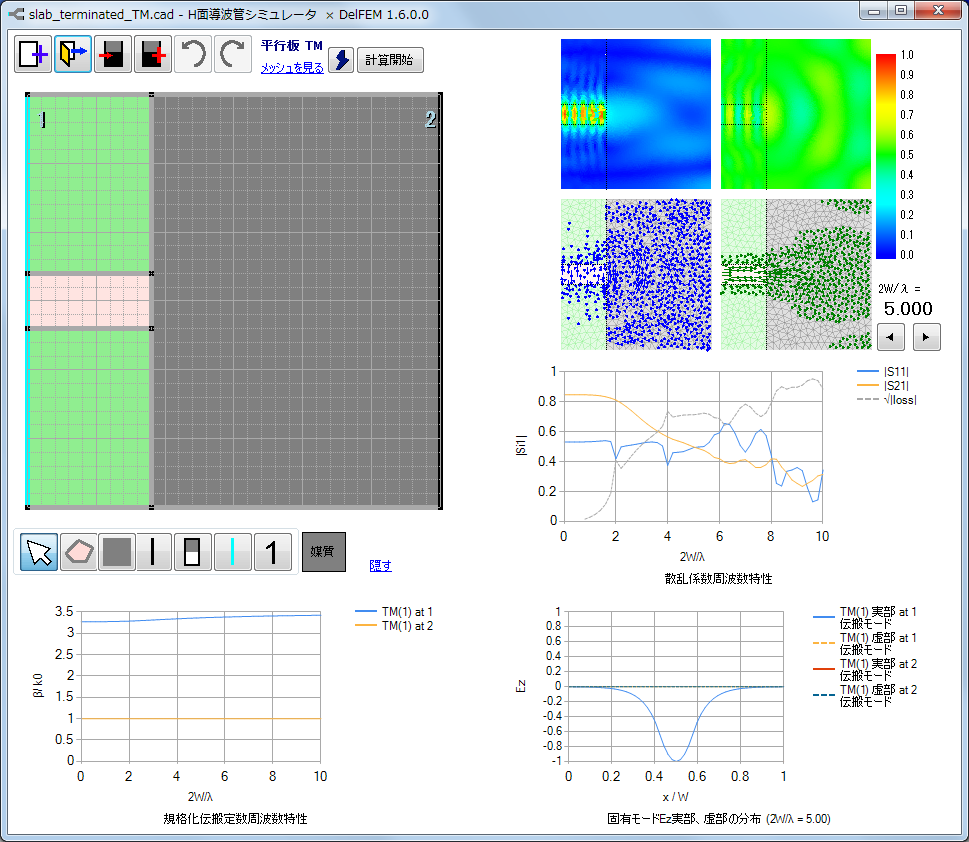 slab_terminated_TM.cad - H面導波管シミュレータ × DelFEM 1.6.0.0
平行板 TM
メッシュを見る
計算開始
1
2
1.0
0.9
0.8
0.7
0.6
0.5
0.4
0.3
0.2
0.1
0.0
2W/λ =
5.000
|Si1|
1
0.8
0.6
0.4
0.2
0
0 2 4 6 8 10
2W/λ
散乱係数周波数特性
|S11|
|S21|
√|loss|
1
媒質
隠す
β/ k0
3.5
3
2.5
2
1.5
1
0.5
0
0 2 4 6 8 10
2W/λ
規格化伝搬定数周波数特性
TM(1) at 1
TM(1) at 2
Ez
1
0.8
0.6
0.4
0.2
0
-0.2
-0.4
-0.6
-0.8
-1
0 0.2 0.4 0.6 0.8 1
x / W
固有モードEz実部、虚部の分布 (2W/λ = 5.00)
TM(1) 実部 at 1
伝搬モード
TM(1) 虚部 at 1
伝搬モード
TM(1) 実部 at 2
伝搬モード
TM(1) 虚部 at 2
伝搬モード